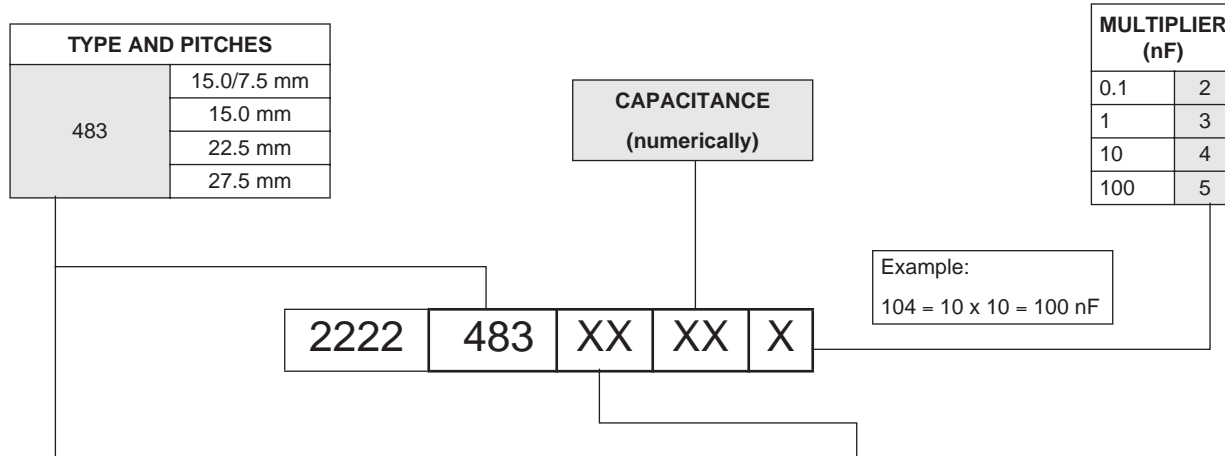 TYPE AND PITCHES
483
15.0/7.5 mm
15.0 mm
22.5 mm
27.5 mm
CAPACITANCE
(numerically)
MULTIPLIER
(nF)
0.1 2
1 3
10 4
100 5
Example:
104 = 10 x 10 = 100 nF
2222 483 XX XX X